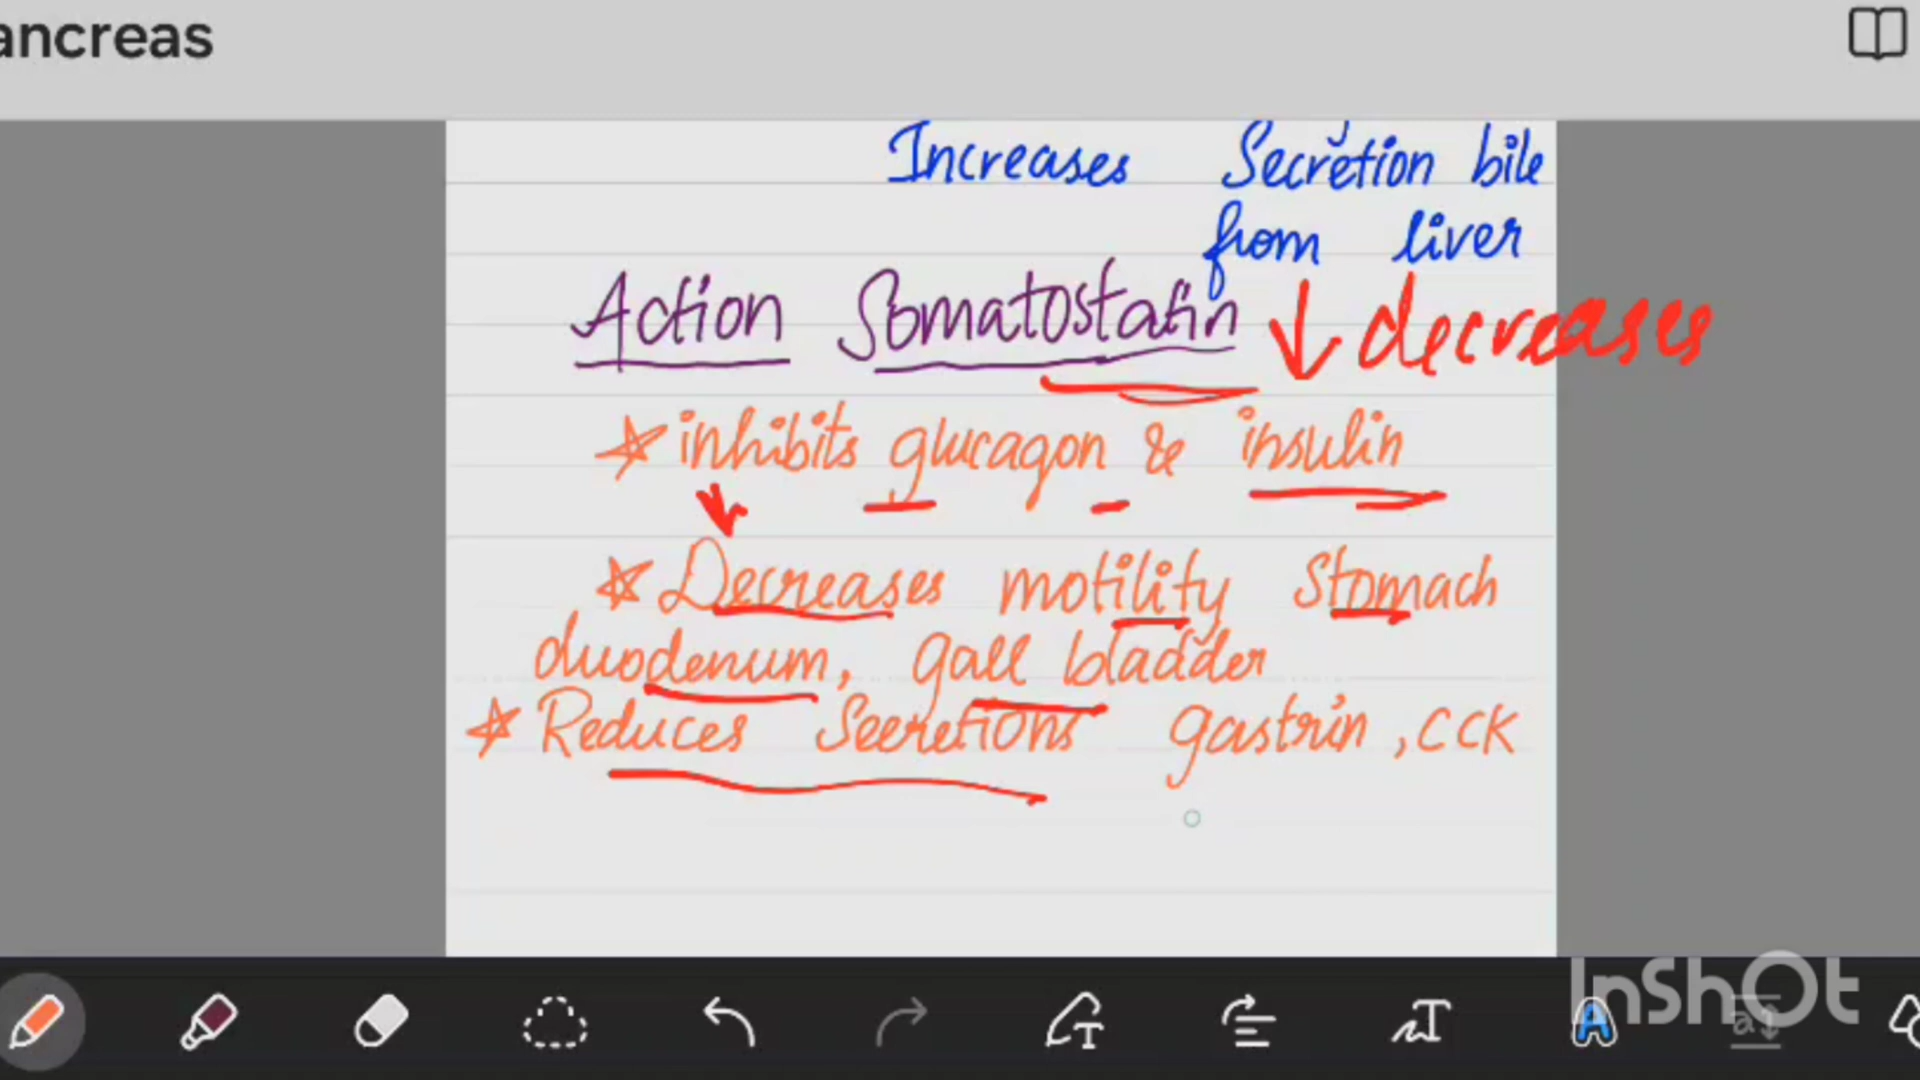 ancreas
Increases Secretion bile
from liver
Action Somatostatin ↓ decreases
☆ inhibits glucagon & insulin
☆ Decreases motility Stomach
duodenum, gall bladder
☆ Reduces Secretions gastrin, CCK
InShOt